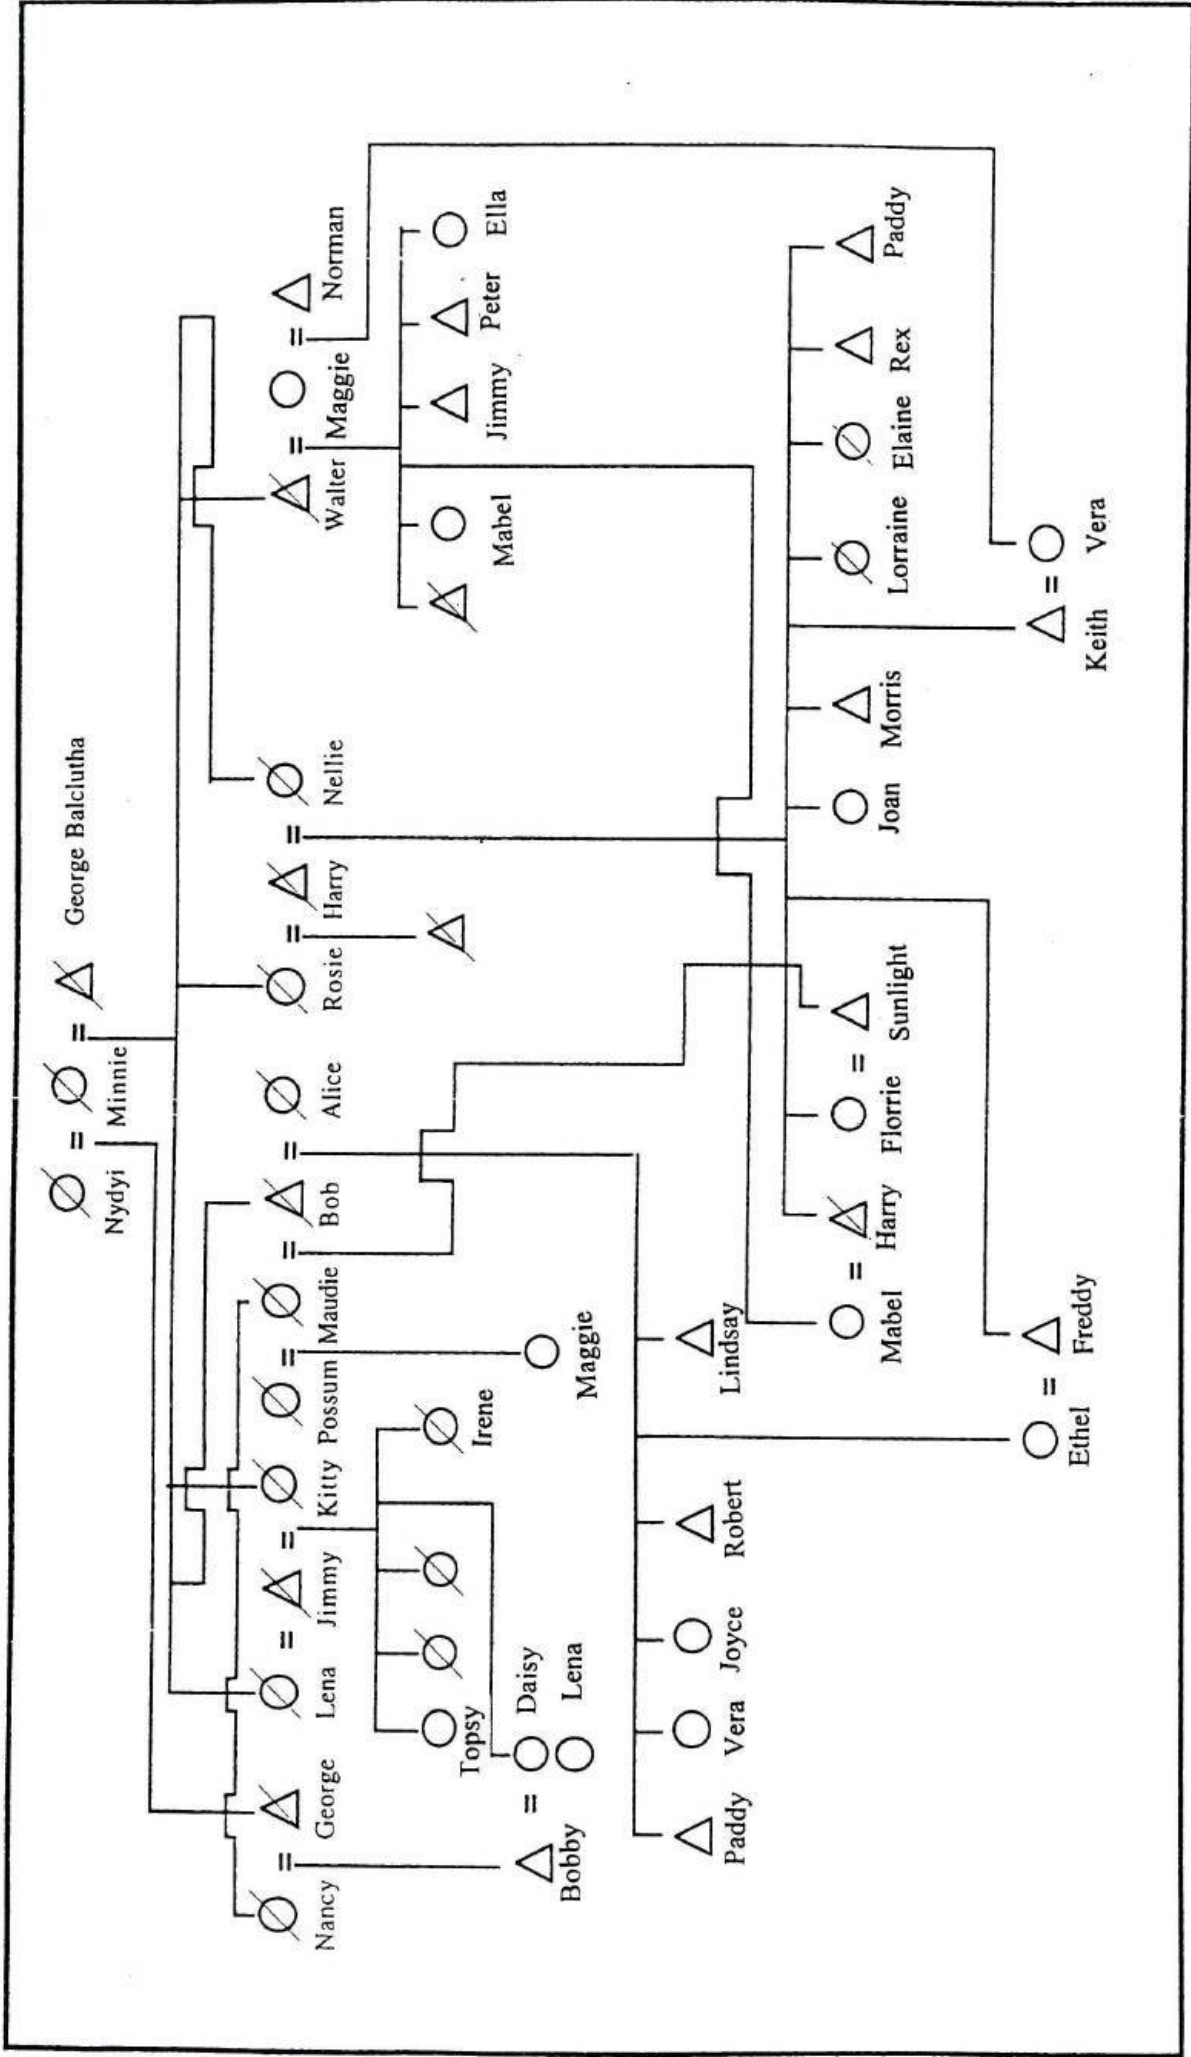 George Balclutha
Nydyi
Minnie
Nancy
George
Lena
Jimmy
Kitty
Possum
Maudie
Bob
Alice
Rosie
Harry
Nellie
Walter
Maggie
Norman
Topsy
Irene
Mabel
Jimmy
Peter
Ella
Bobby
Daisy
Lena
Maggie
Paddy
Vera
Joyce
Robert
Lindsay
Mabel
Harry
Florrie
Sunlight
Joan
Morris
Lorraine
Elaine
Rex
Paddy
Ethel
Freddy
Keith
Vera